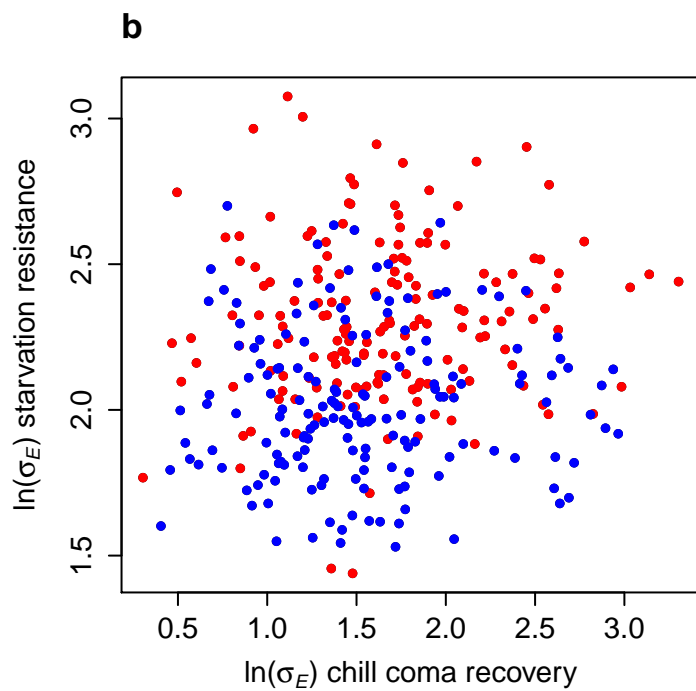 b
3.0
2.5
2.0
1.5
ln(σE) starvation resistance
0.5 1.0 1.5 2.0 2.5 3.0
ln(σE) chill coma recovery